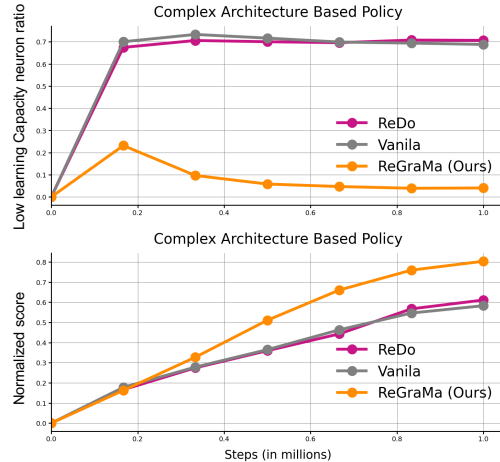 Complex Architecture Based Policy
Low learning Capacity neuron ratio
0.7
0.6
0.5
0.4
0.3
0.2
0.1
0.0
ReDo
Vanila
ReGraMa (Ours)
0.0 0.2 0.4 0.6 0.8 1.0
Complex Architecture Based Policy
Normalized score
0.8
0.7
0.6
0.5
0.4
0.3
0.2
0.1
0.0
ReDo
Vanila
ReGraMa (Ours)
0.0 0.2 0.4 0.6 0.8 1.0
Steps (in millions)